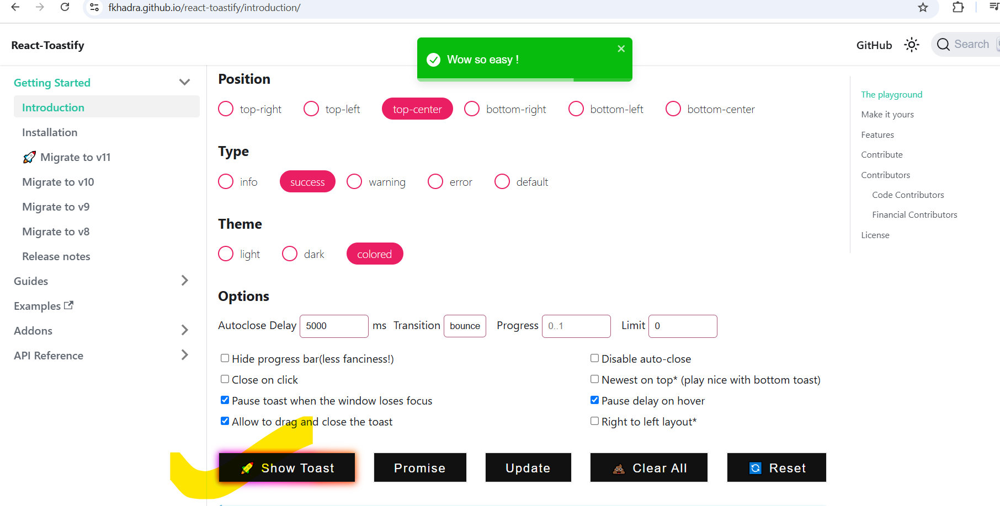 fkhadra.github.io/react-toastify/introduction/
React-Toastify
GitHub
Search
Wow so easy !
Getting Started
Introduction
Installation
🚀 Migrate to v11
Migrate to v10
Migrate to v9
Migrate to v8
Release notes
Guides
Examples
Addons
API Reference
Position
top-right top-left top-center bottom-right bottom-left bottom-center
Type
info success warning error default
Theme
light dark colored
Options
Autoclose Delay 5000 ms Transition bounce Progress 0..1 Limit 0
Hide progress bar(less fanciness!)
Close on click
Pause toast when the window loses focus
Allow to drag and close the toast
Disable auto-close
Newest on top* (play nice with bottom toast)
Pause delay on hover
Right to left layout*
🚀 Show Toast Promise Update 💩 Clear All 🔄 Reset
The playground
Make it yours
Features
Contribute
Contributors
Code Contributors
Financial Contributors
License